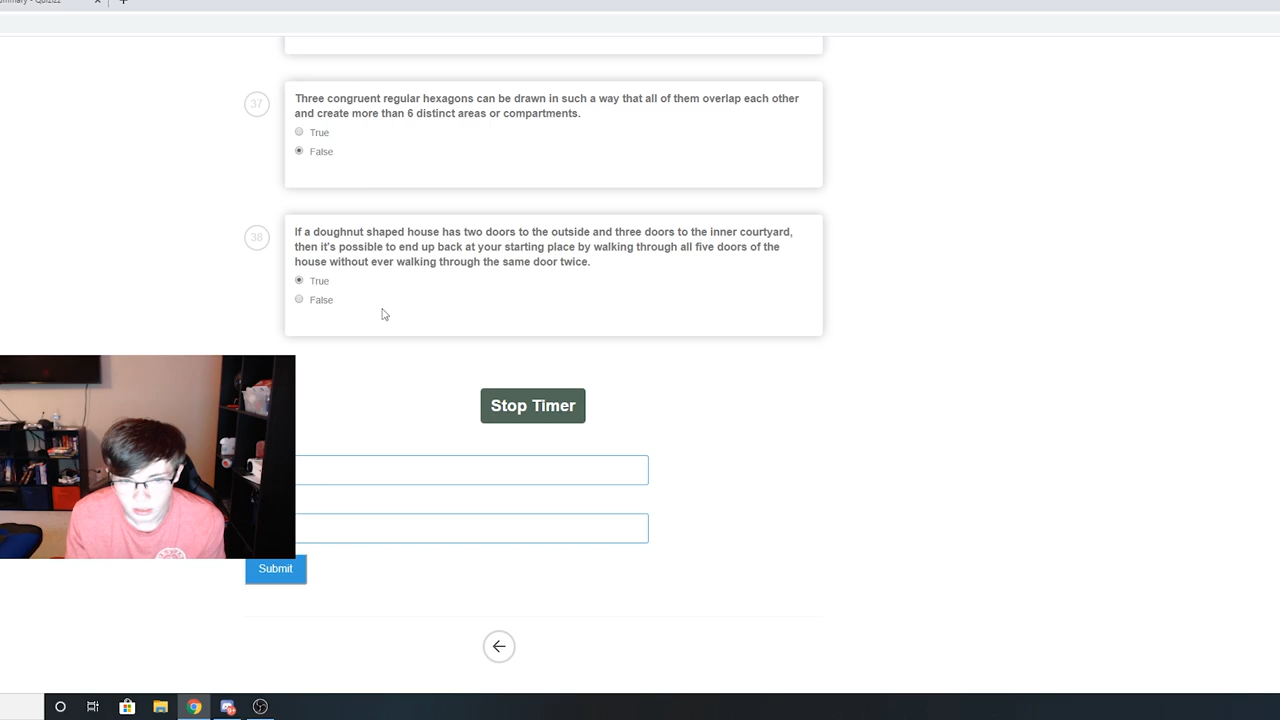 37
Three congruent regular hexagons can be drawn in such a way that all of them overlap each other
and create more than 6 distinct areas or compartments.
True
False
38
If a doughnut shaped house has two doors to the outside and three doors to the inner courtyard,
then it's possible to end up back at your starting place by walking through all five doors of the
house without ever walking through the same door twice.
True
False
Stop Timer
Submit